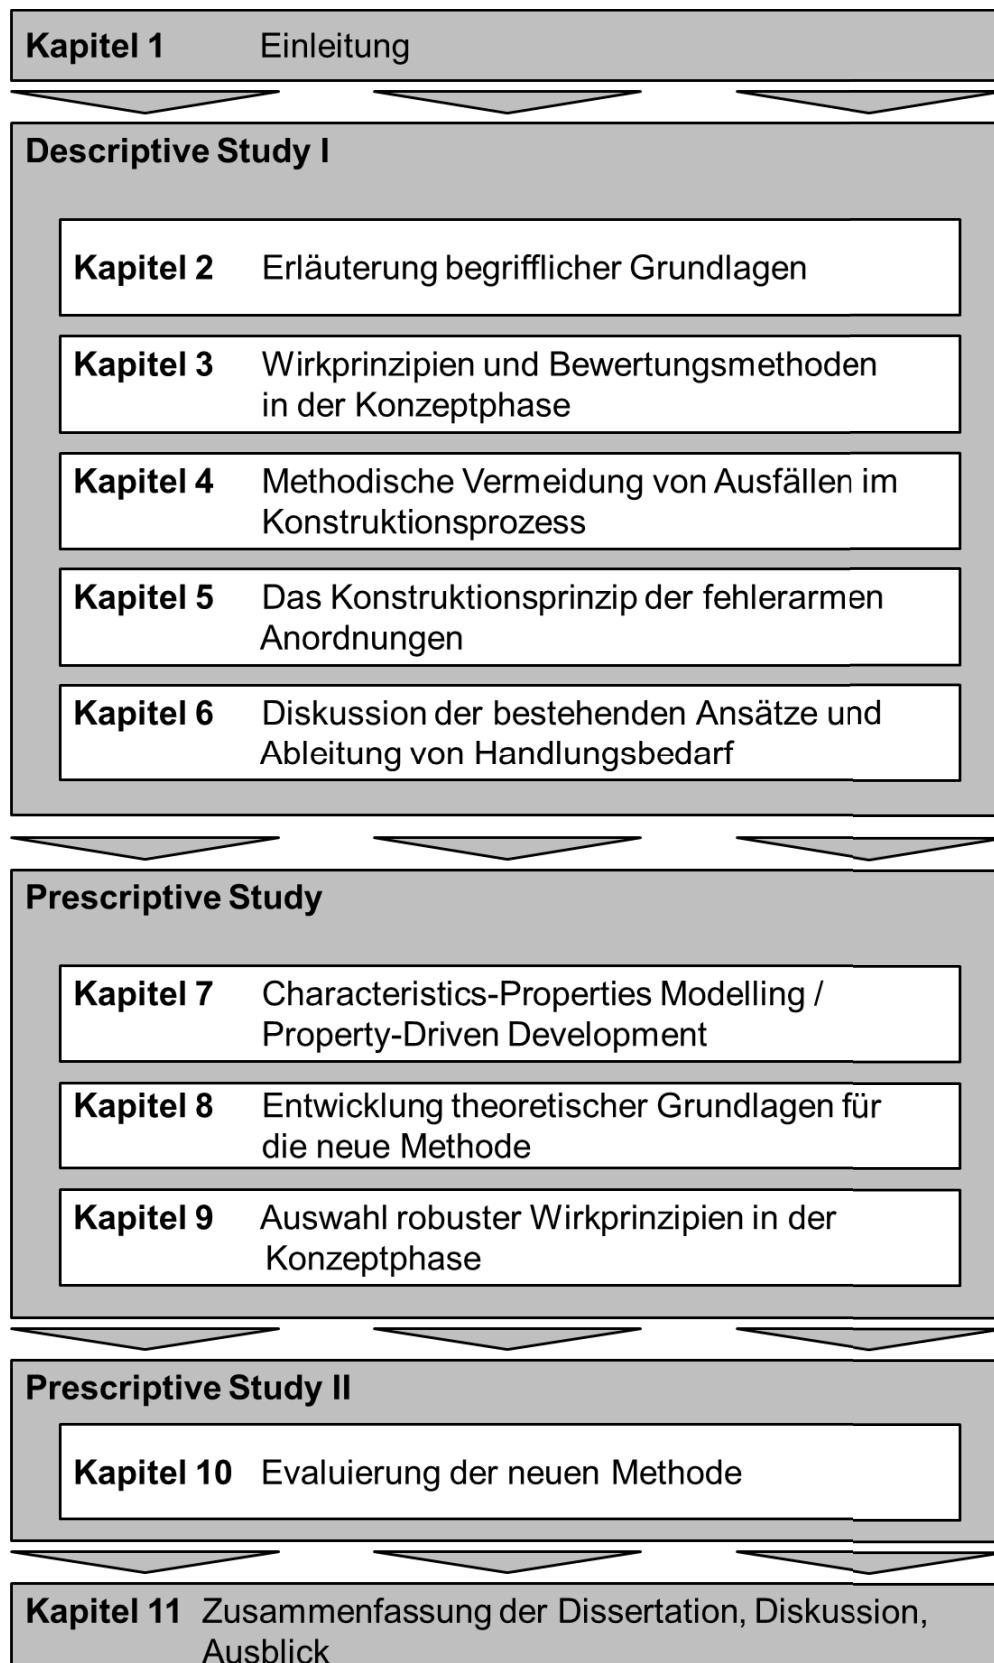 Kapitel 1 Einleitung
Descriptive Study I
Kapitel 2 Erläuterung begrifflicher Grundlagen
Kapitel 3 Wirkprinzipien und Bewertungsmethoden
in der Konzeptphase
Kapitel 4 Methodische Vermeidung von Ausfällen im
Konstruktionsprozess
Kapitel 5 Das Konstruktionsprinzip der fehlerarmen
Anordnungen
Kapitel 6 Diskussion der bestehenden Ansätze und
Ableitung von Handlungsbedarf
Prescriptive Study
Kapitel 7 Characteristics-Properties Modelling /
Property-Driven Development
Kapitel 8 Entwicklung theoretischer Grundlagen für
die neue Methode
Kapitel 9 Auswahl robuster Wirkprinzipien in der
Konzeptphase
Prescriptive Study II
Kapitel 10 Evaluierung der neuen Methode
Kapitel 11 Zusammenfassung der Dissertation, Diskussion,
Ausblick